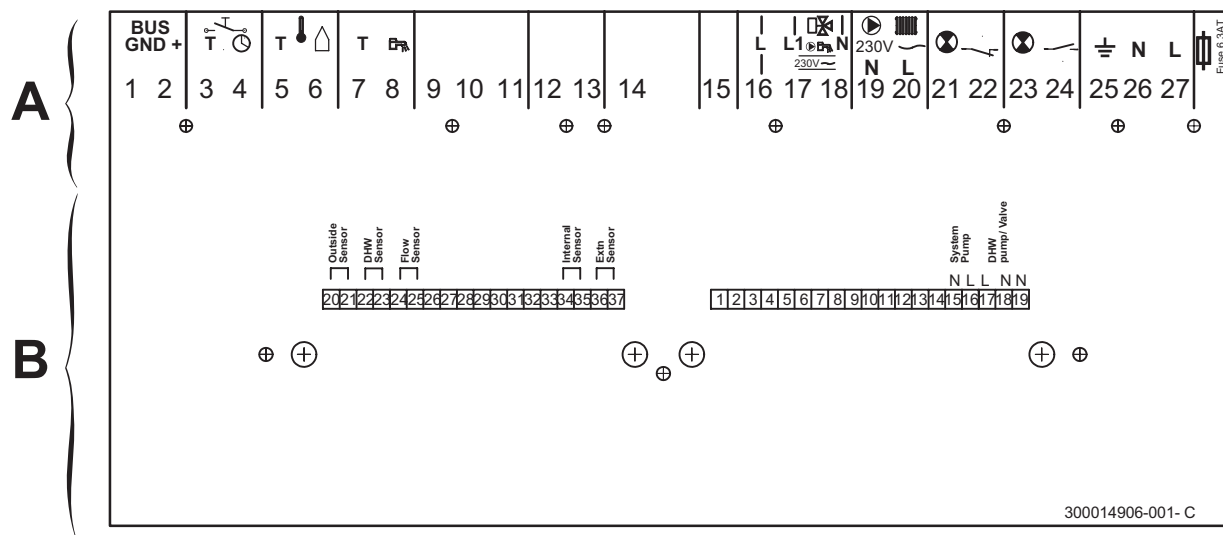 A
BUS
GND +
T
T
T
L L1 N
230V
230V
N L
N L
Fuse 6.3AT
1 2 3 4 5 6 7 8 9 10 11 12 13 14 15 16 17 18 19 20 21 22 23 24 25 26 27
B
Outside
Sensor
DHW
Sensor
Flow
Sensor
Internal
Sensor
Extn
Sensor
System
Pump
DHW
pump/ Valve
N L L N N
20 21 22 23 24 25 26 27 28 29 30 31 32 33 34 35 36 37
1 2 3 4 5 6 7 8 9 10 11 12 13 14 15 16 17 18 19
300014906-001- C